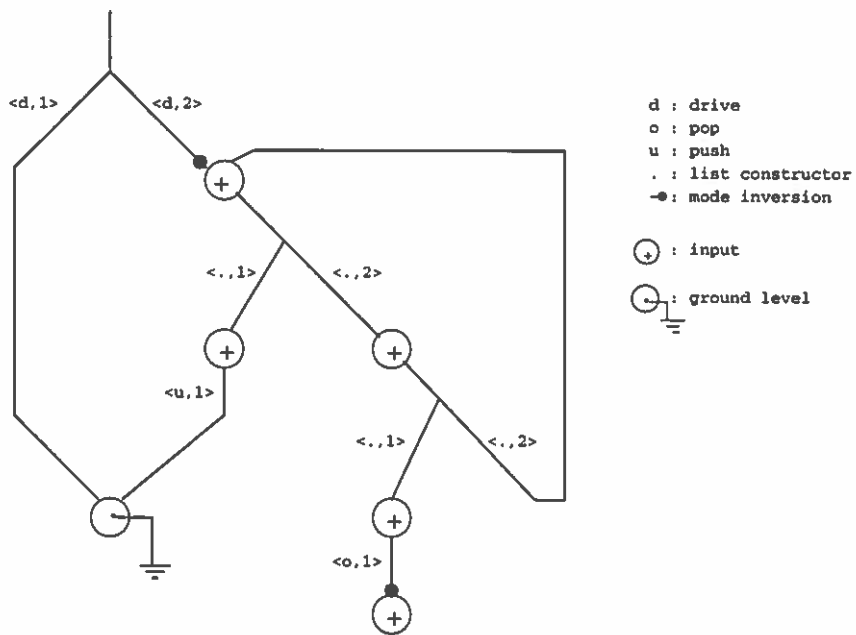 <d,1>
<d,2>
d : drive
o : pop
u : push
. : list constructor
: mode inversion
+
: input
: ground level
<.,1>
<.,2>
+
+
<u,1>
<.,1>
<.,2>
+
<o,1>
+